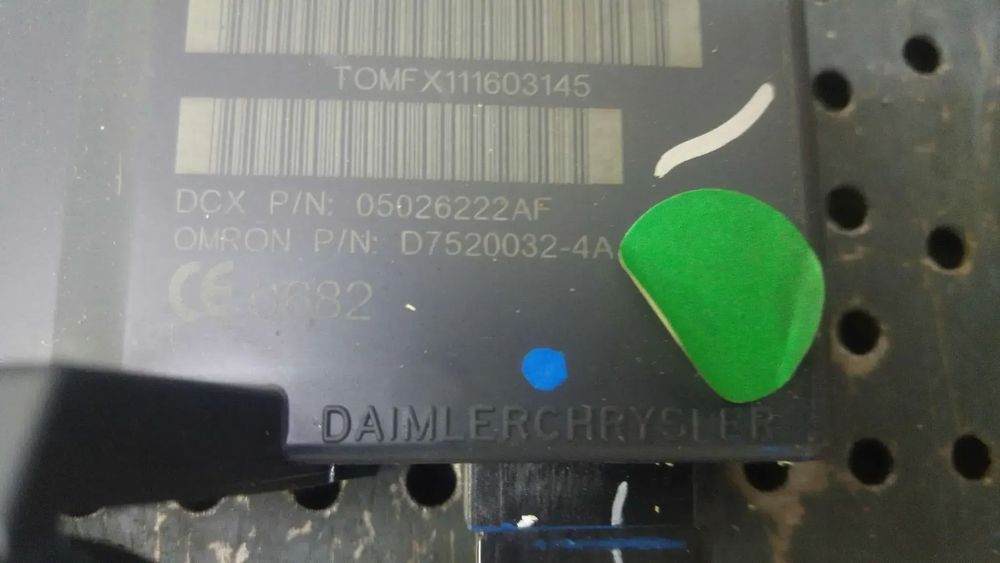 TOMFX111603145
DCX P/N: 05026222AF
OMRON P/N: D7520032-4A
CE 0682
DAIMLERCHRYSLER